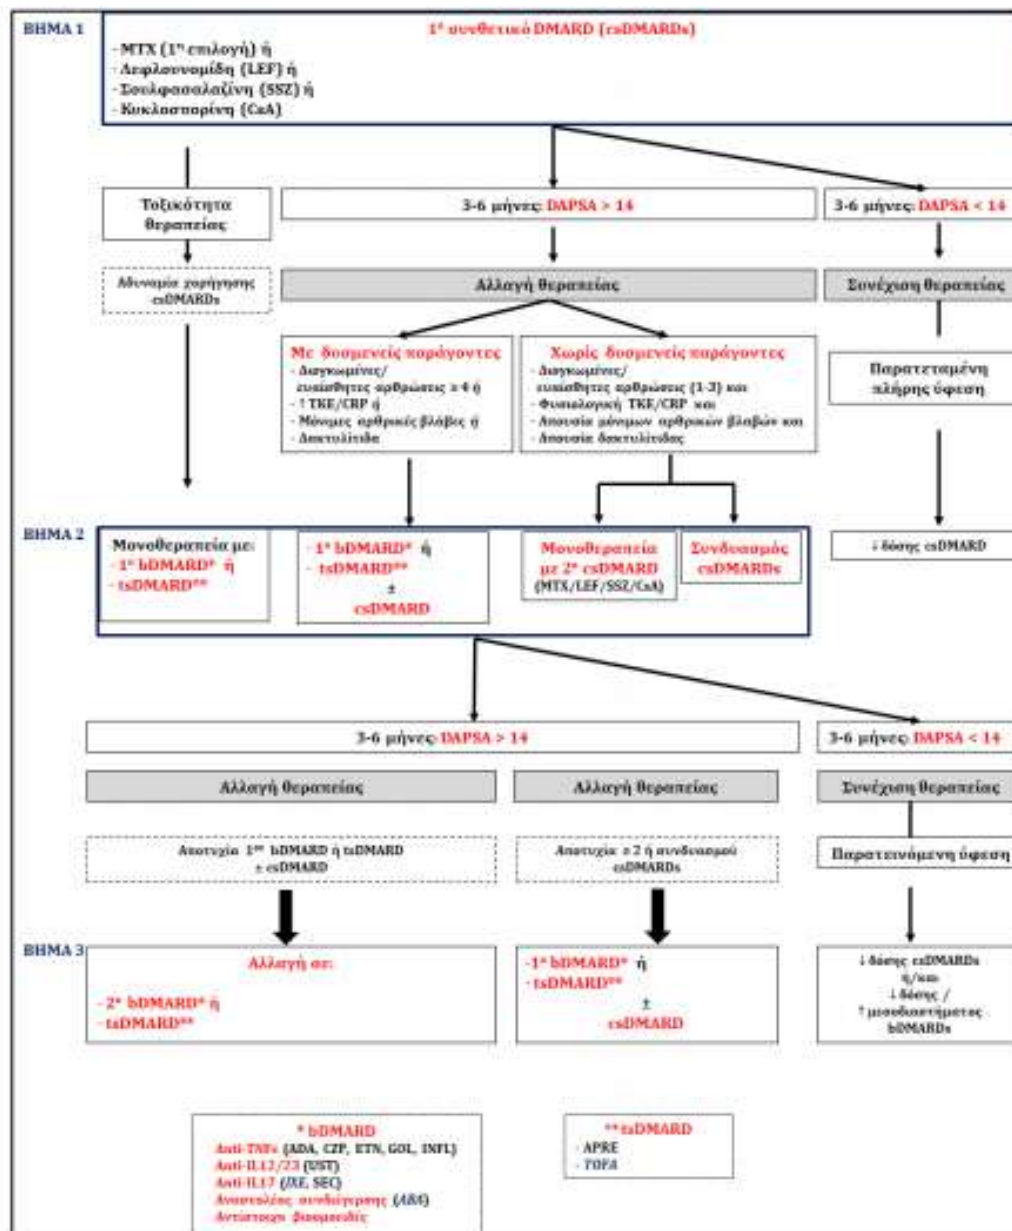 ΒΗΜΑ 1
1ο συνθετικό DMARD (csDMARDs)
- MTX (1η επιλογή) ή
- Λεφλουνομίδη (LEF) ή
- Σουλφασαλαζίνη (SSZ) ή
- Κυκλοσπορίνη (CsA)
Τοξικότητα
θεραπείας
3-6 μήνες: DAPSA > 14
3-6 μήνες: DAPSA < 14
Αδυναμία χορήγησης
csDMARDs
Αλλαγή θεραπείας
Συνέχιση θεραπείας
Με δυσμενείς παράγοντες
- Διογκωμένες/
ευαίσθητες αρθρώσεις ≥ 4 ή
- ↑ ΤΚΕ/CRP ή
- Μόνιμες αρθρικές βλάβες ή
- Δακτυλίτιδα
Χωρίς δυσμενείς παράγοντες
- Διογκωμένες/
ευαίσθητες αρθρώσεις (1-3) και
- Φυσιολογική ΤΚΕ/CRP και
- Απουσία μόνιμων αρθρικών βλαβών και
- Απουσία δακτυλίτιδας
Παρατεταμένη
πλήρης ύφεση
ΒΗΜΑ 2
Μονοθεραπεία με:
- 1ο bDMARD* ή
- tsDMARD**
- 1ο bDMARD* ή
- tsDMARD**
±
csDMARD
Μονοθεραπεία
με 2ο csDMARD
(MTX/LEF/SSZ/CsA)
Συνδυασμός
csDMARDs
↓ δόσης csDMARD
3-6 μήνες: DAPSA > 14
3-6 μήνες: DAPSA < 14
Αλλαγή θεραπείας
Αλλαγή θεραπείας
Συνέχιση θεραπείας
Αποτυχία 1ου bDMARD ή tsDMARD
± csDMARD
Αποτυχία ≥ 2 ή συνδυασμού
csDMARDs
Παρατεινόμενη ύφεση
ΒΗΜΑ 3
Αλλαγή σε:
- 2ο bDMARD* ή
- tsDMARD**
-1ο bDMARD* ή
- tsDMARD**
±
csDMARD
↓ δόσης csDMARDs
ή/και
↓ δόσης /
↑ μεσοδιαστήματος
bDMARDs
* bDMARD
Anti-TNFs (ADA, CZP, ETN, GOL, INFL)
Anti-IL12/23 (UST)
Anti-IL17 (IXE, SEC)
Αναστολέας συνδιέγερσης (ABA)
Αντίστοιχα βιοομοειδή
** tsDMARD
- APRE
- TOFA